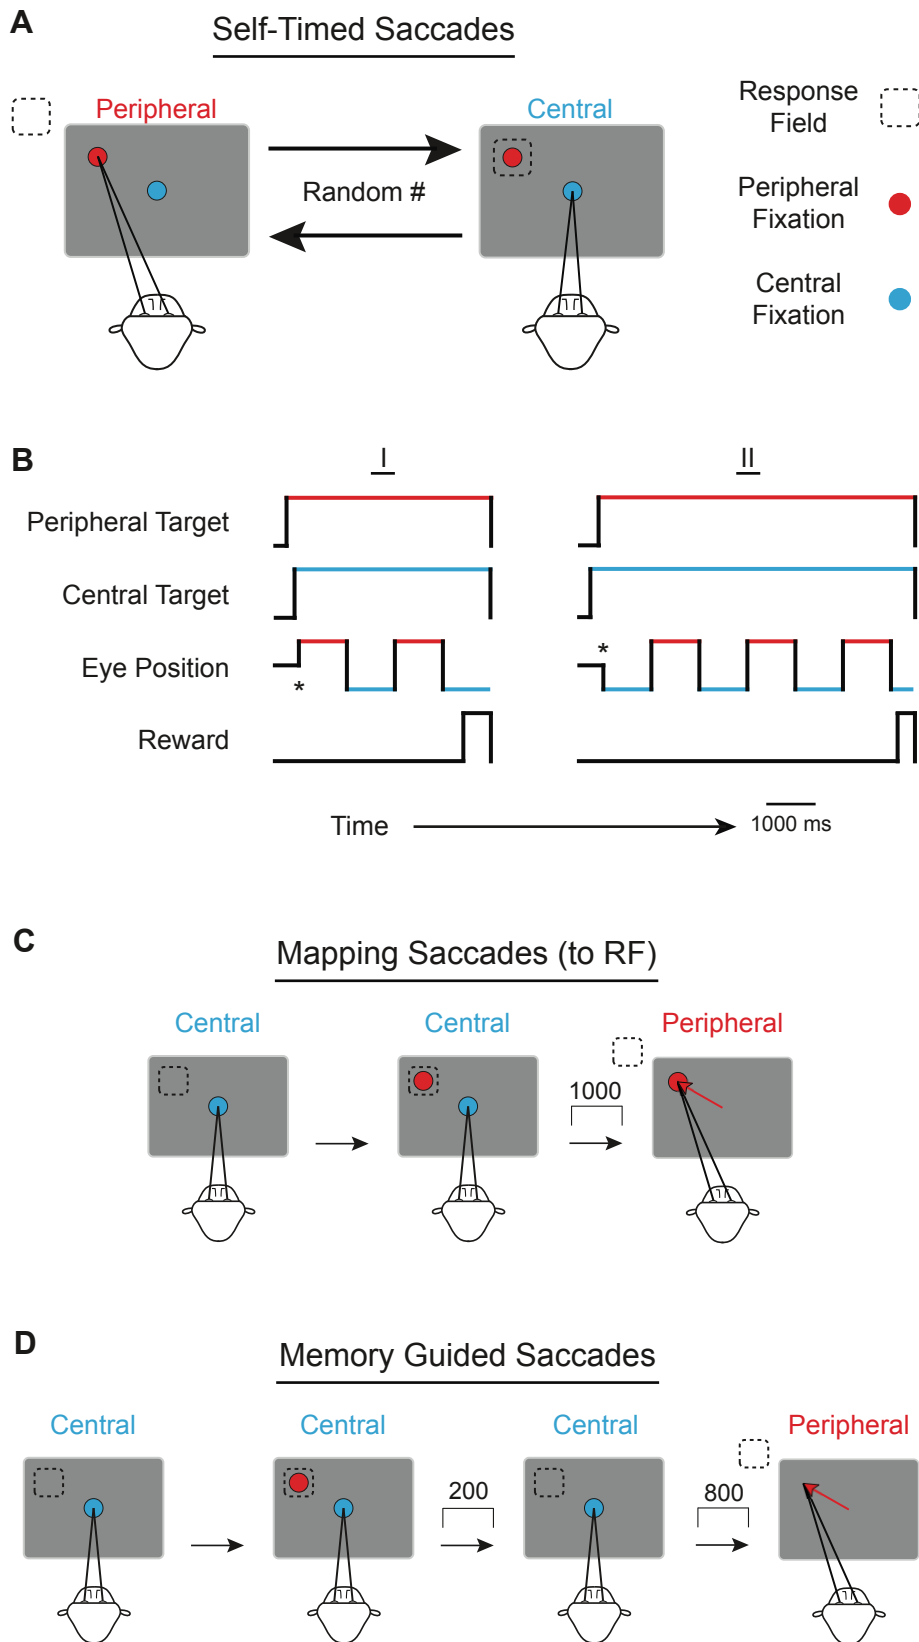 A
Self-Timed Saccades
Peripheral
Central
Random #
Response
Field
Peripheral
Fixation
Central
Fixation
B
I
II
Peripheral Target
Central Target
Eye Position
*
*
Reward
Time
1000 ms
C
Mapping Saccades (to RF)
Central
Central
Peripheral
1000
D
Memory Guided Saccades
Central
Central
Central
Peripheral
200
800